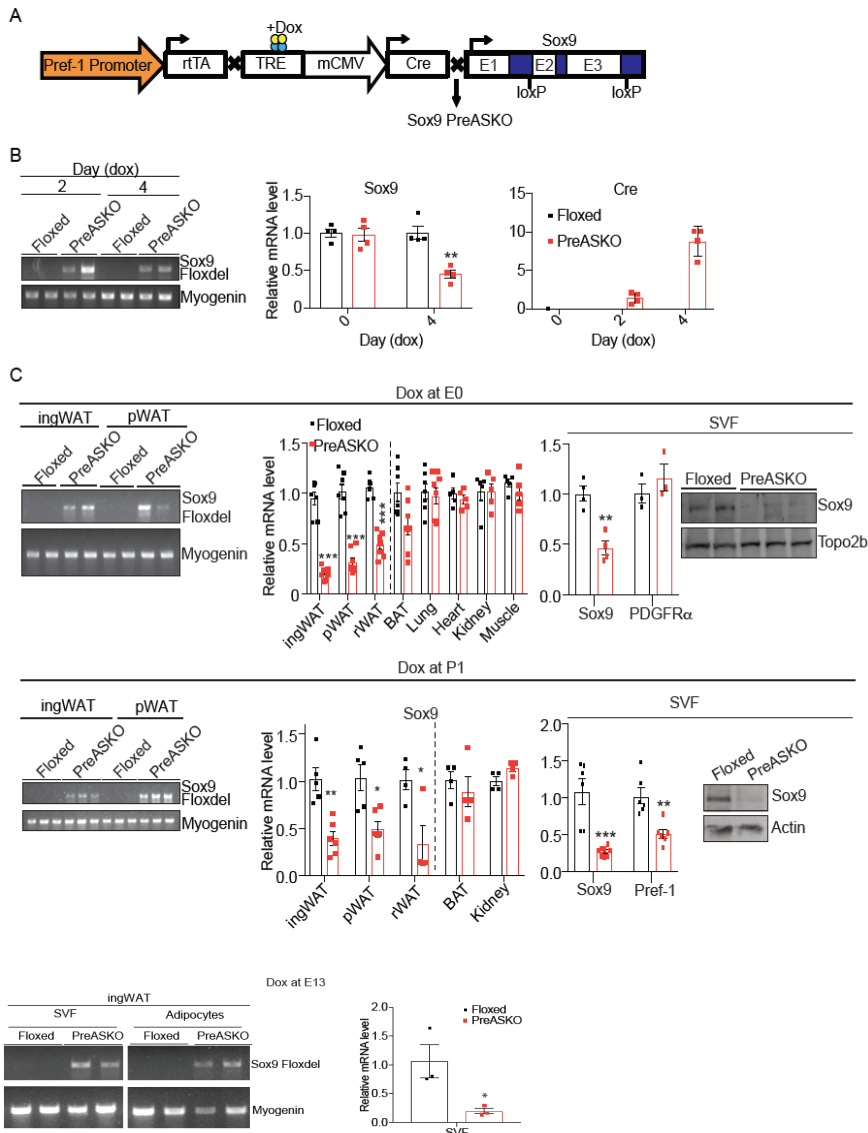 A
+Dox
Sox9
Pref-1 Promoter
rtTA
TRE
mCMV
Cre
E1
E2
E3
loxP
loxP
Sox9 PreASKO
B
Day (dox)
2
4
Floxed
PreASKO
Floxed
PreASKO
Sox9
Floxdel
Myogenin
Sox9
Relative mRNA level
1.5
1.0
0.5
0
**
0
4
Day (dox)
Cre
Floxed
PreASKO
15
10
5
0
0
2
4
Day (dox)
C
Dox at E0
ingWAT
pWAT
Floxed
PreASKO
Floxed
PreASKO
Sox9
Floxdel
Myogenin
Floxed
PreASKO
Relative mRNA level
1.5
1.0
0.5
0
***
***
***
ingWAT
pWAT
rWAT
BAT
Lung
Heart
Kidney
Muscle
SVF
1.5
1.0
0.5
0
**
Sox9
PDGFRα
Floxed
PreASKO
Sox9
Topo2b
Dox at P1
ingWAT
pWAT
Floxed
PreASKO
Floxed
PreASKO
Sox9
Floxdel
Myogenin
Sox9
Relative mRNA level
1.5
1.0
0.5
0.0
**
*
*
ingWAT
pWAT
rWAT
BAT
Kidney
SVF
2.0
1.5
1.0
0.5
0.0
***
**
Sox9
Pref-1
Floxed
PreASKO
Sox9
Actin
Dox at E13
ingWAT
SVF
Adipocytes
Floxed
PreASKO
Floxed
PreASKO
Sox9 Floxdel
Myogenin
Relative mRNA level
2.0
1.5
1.0
0.5
0.0
Floxed
PreASKO
*
SVF